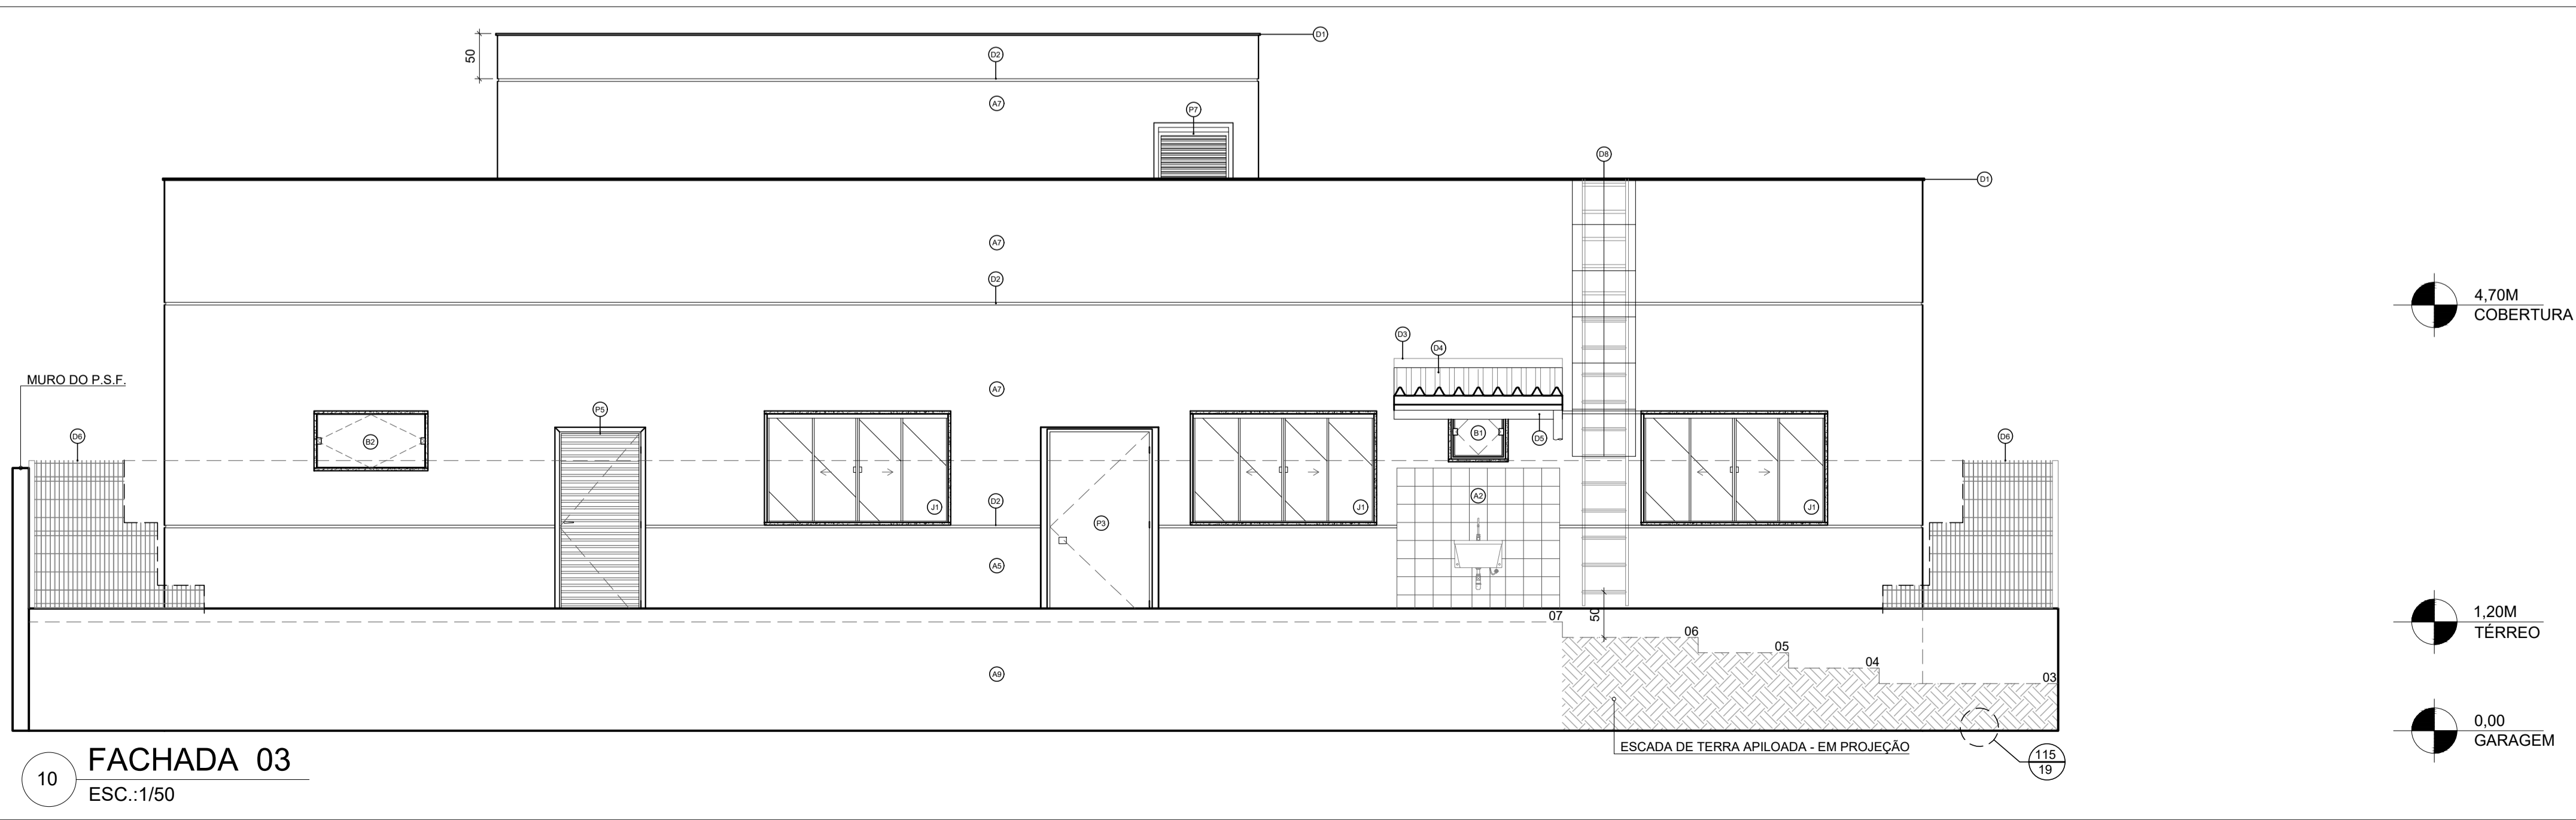 D1
50
D2
A7
P7
D8
D1
A7
D2
4,70M
COBERTURA
D3
D4
MURO DO P.S.F.
A7
P5
D6
B2
B1
D5
D6
A2
D2
J1
J1
J1
P3
A5
07
50
1,20M
TÉRREO
06
05
04
A9
03
0,00
GARAGEM
ESCADA DE TERRA APILOADA - EM PROJEÇÃO
115
19
10
FACHADA 03
ESC.:1/50